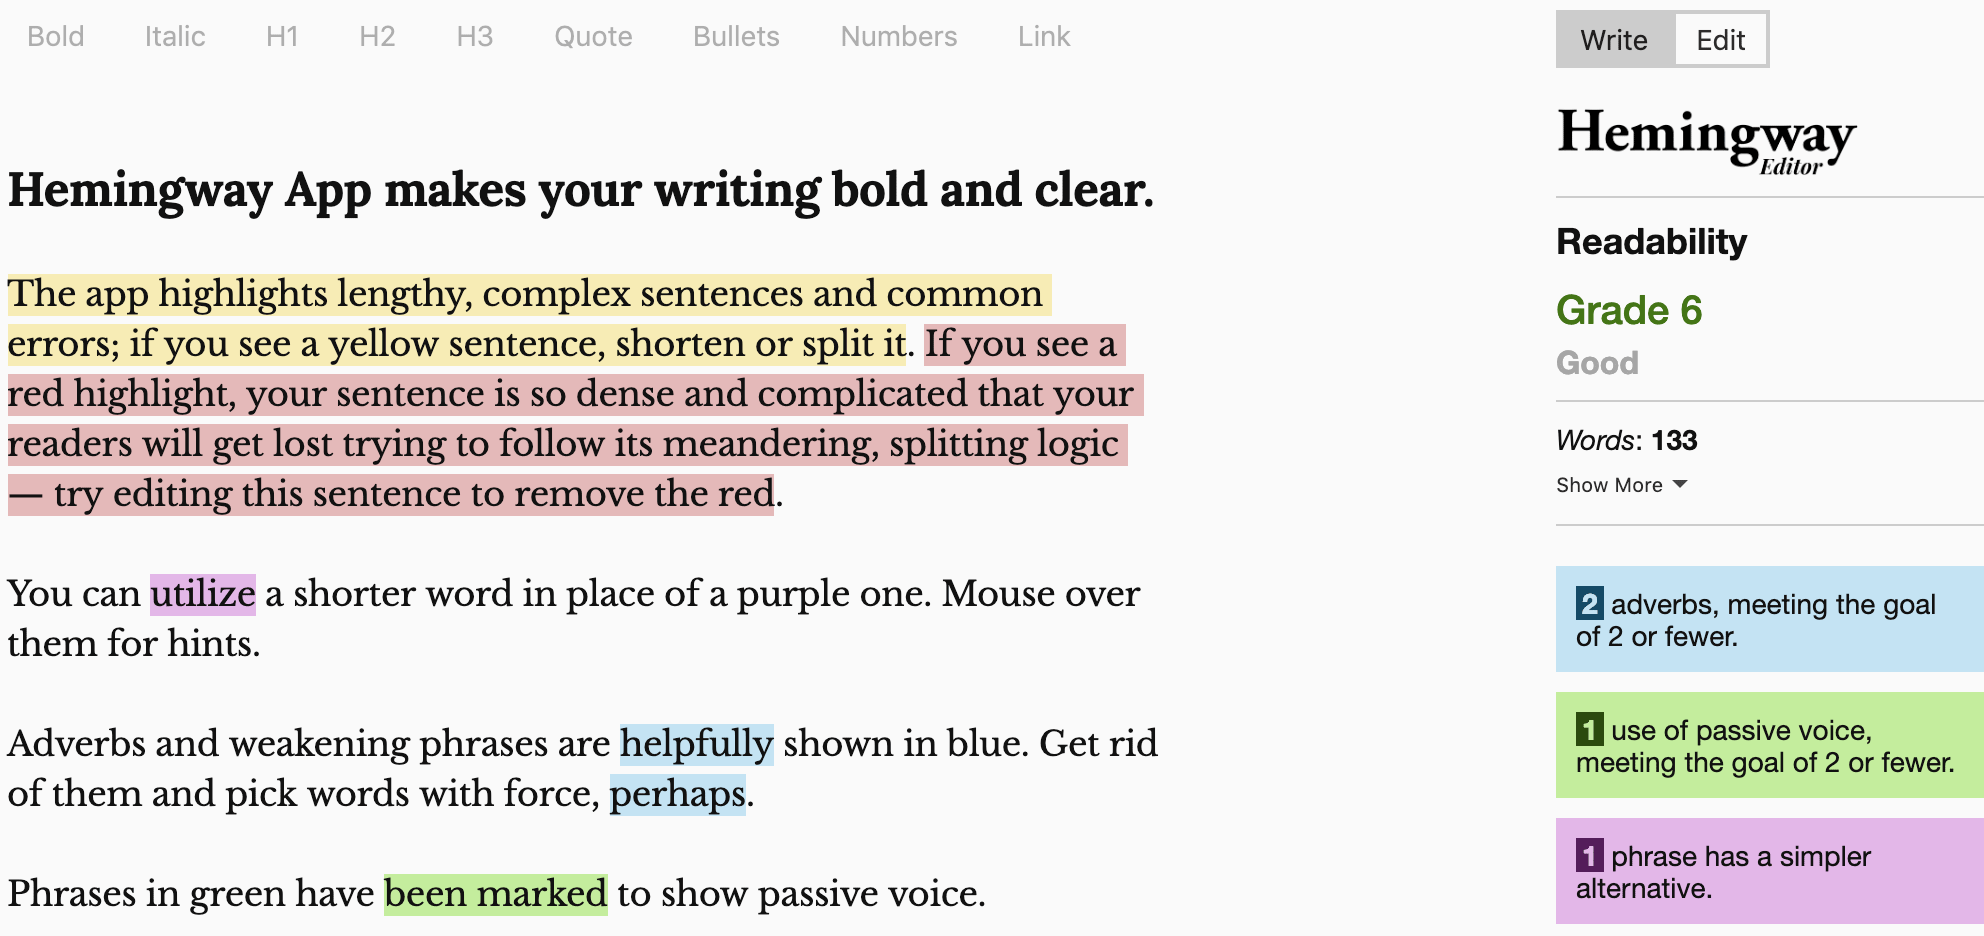 Bold Italic H1 H2 H3 Quote Bullets Numbers Link
Write Edit
Hemingway App makes your writing bold and clear.
The app highlights lengthy, complex sentences and common
errors; if you see a yellow sentence, shorten or split it. If you see a
red highlight, your sentence is so dense and complicated that your
readers will get lost trying to follow its meandering, splitting logic
— try editing this sentence to remove the red.
You can utilize a shorter word in place of a purple one. Mouse over
them for hints.
Adverbs and weakening phrases are helpfully shown in blue. Get rid
of them and pick words with force, perhaps.
Phrases in green have been marked to show passive voice.
Hemingway
Editor
Readability
Grade 6
Good
Words: 133
Show More
2 adverbs, meeting the goal
of 2 or fewer.
1 use of passive voice,
meeting the goal of 2 or fewer.
1 phrase has a simpler
alternative.